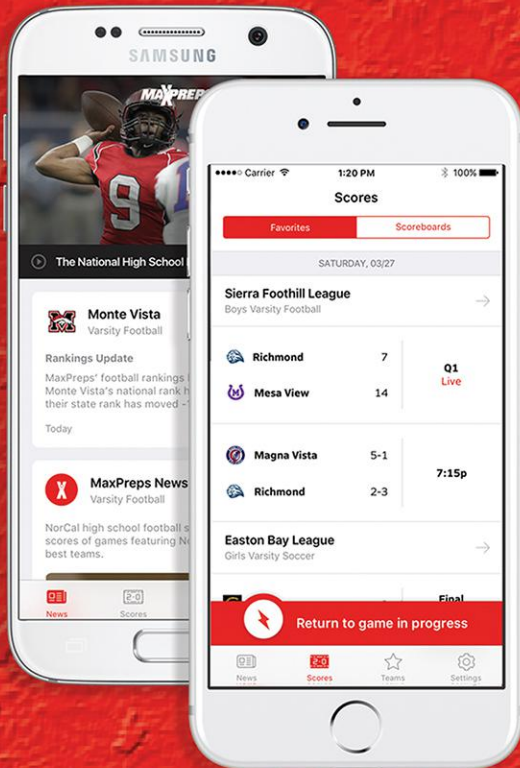 SAMSUNG
MAXPREP
9
The National High School
Monte Vista
Varsity Football
Rankings Update
MaxPreps' football rankings
Monte Vista's national rank h
their state rank has moved -
Today
MaxPreps News
Varsity Football
NorCal high school football s
scores of games featuring No
best teams.
News
Scores
Carrier
1:20 PM
100%
Scores
Favorites
Scoreboards
SATURDAY, 03/27
Sierra Foothill League
Boys Varsity Football
Richmond 7
Mesa View 14
Q1
Live
Magna Vista 5-1
Richmond 2-3
7:15p
Easton Bay League
Girls Varsity Soccer
Final
Return to game in progress
News
2-0
Scores
Teams
Settings